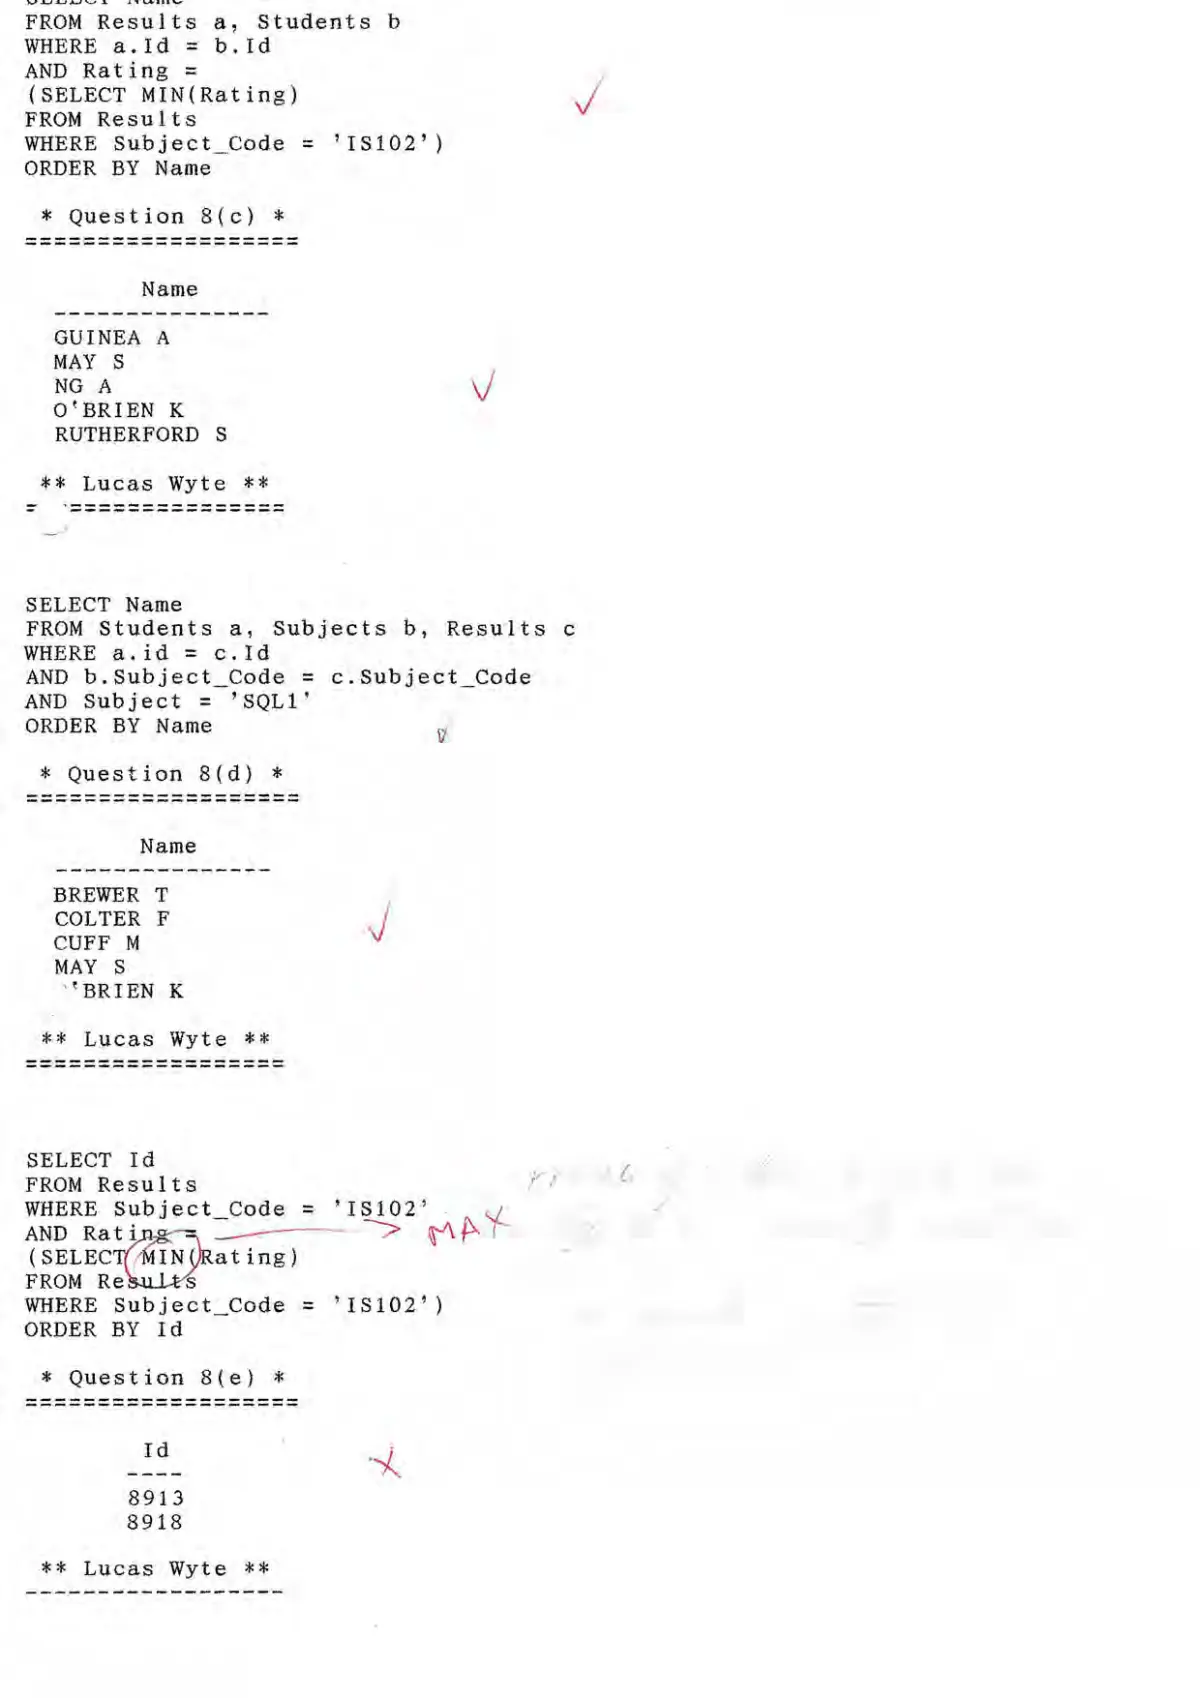 SELECT Name
FROM Results a, Students b
WHERE a.Id = b.Id
AND Rating =
(SELECT MIN(Rating)
FROM Results
WHERE Subject_Code = 'IS102')
ORDER BY Name
* Question 8(c) *
===================
Name
---------------
GUINEA A
MAY S
NG A
O'BRIEN K
RUTHERFORD S
** Lucas Wyte **
= ===============
SELECT Name
FROM Students a, Subjects b, Results c
WHERE a.id = c.Id
AND b.Subject_Code = c.Subject_Code
AND Subject = 'SQL1'
ORDER BY Name
* Question 8(d) *
===================
Name
---------------
BREWER T
COLTER F
CUFF M
MAY S
'BRIEN K
** Lucas Wyte **
==================
SELECT Id
FROM Results
WHERE Subject_Code = 'IS102'
AND Rating = MAX
(SELECT MIN(Rating)
FROM Results
WHERE Subject_Code = 'IS102')
ORDER BY Id
* Question 8(e) *
===================
Id
----
8913
8918
** Lucas Wyte **
------------------